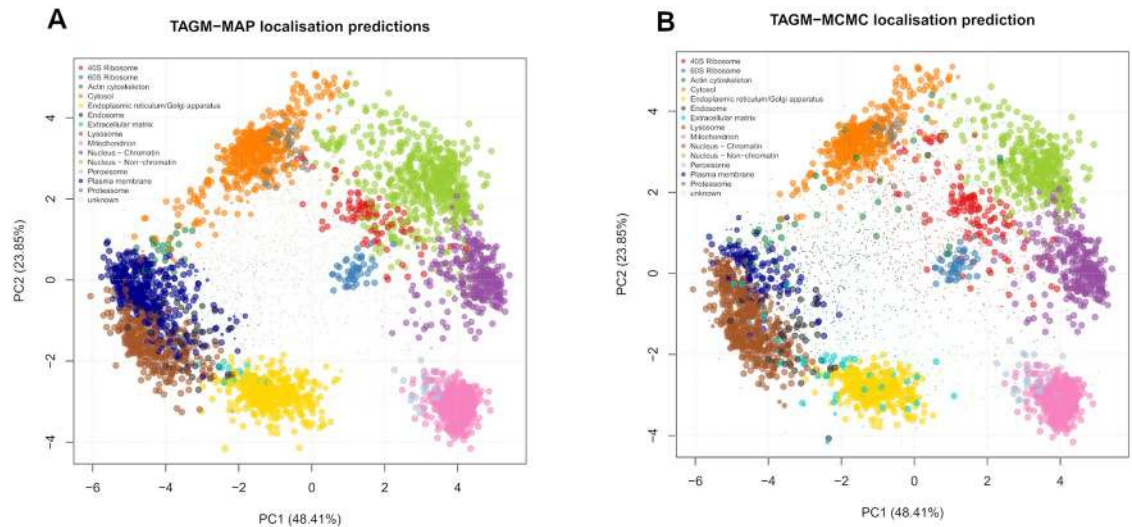 A
TAGM−MAP localisation predictions
40S Ribosome
60S Ribosome
Actin cytoskeleton
Cytosol
Endoplasmic reticulum/Golgi apparatus
Endosome
Extracellular matrix
Lysosome
Mitochondrion
Nucleus − Chromatin
Nucleus − Non−chromatin
Peroxisome
Plasma membrane
Proteasome
unknown
PC2 (23.85%)
4
2
0
−2
−4
−6
−4
−2
0
2
4
PC1 (48.41%)
B
TAGM−MCMC localisation prediction
40S Ribosome
60S Ribosome
Actin cytoskeleton
Cytosol
Endoplasmic reticulum/Golgi apparatus
Endosome
Extracellular matrix
Lysosome
Mitochondrion
Nucleus − Chromatin
Nucleus − Non−chromatin
Peroxisome
Plasma membrane
Proteasome
unknown
PC2 (23.85%)
4
2
0
−2
−4
−6
−4
−2
0
2
4
PC1 (48.41%)